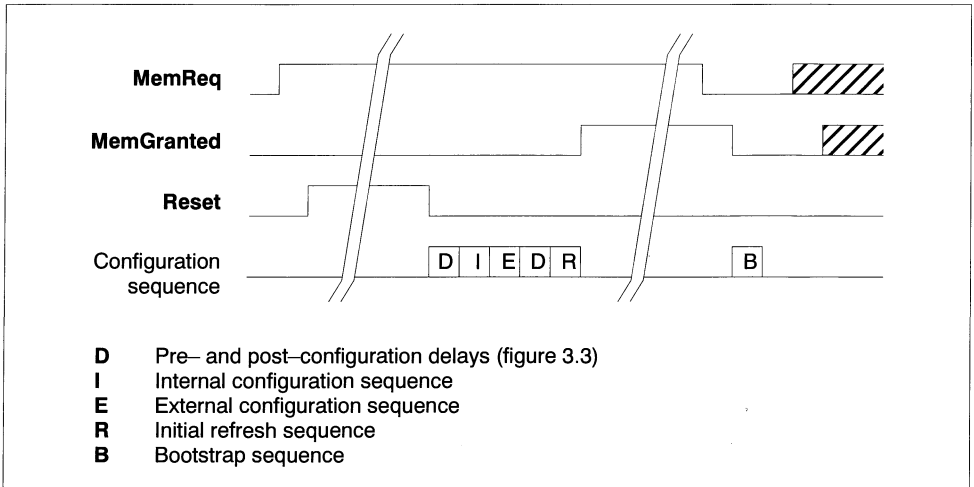 MemReq
MemGranted
Reset
Configuration
sequence
D I E D R
B
D Pre– and post–configuration delays (figure 3.3)
I Internal configuration sequence
E External configuration sequence
R Initial refresh sequence
B Bootstrap sequence